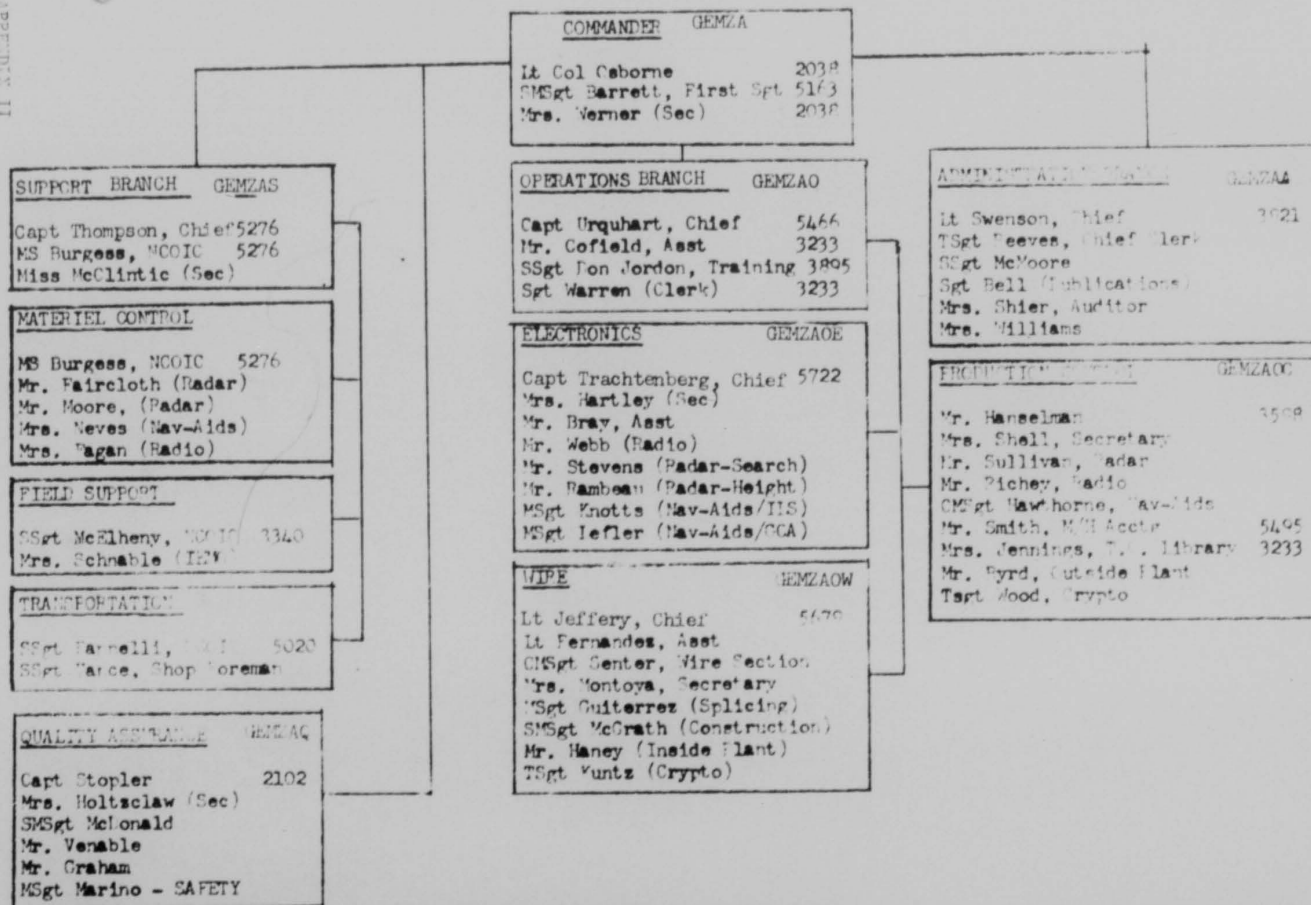 APPENDIX II
COMMANDER GEMZA
Lt Col Osborne 2038
SMSgt Barrett, First Sgt 5163
Mrs. Werner (Sec) 2038
SUPPORT BRANCH GEMZAS
Capt Thompson, Chief 5276
MS Burgess, NCOIC 5276
Miss McClintic (Sec)
MATERIEL CONTROL
MS Burgess, NCOIC 5276
Mr. Faircloth (Radar)
Mr. Moore, (Radar)
Mrs. Neves (Nav-Aids)
Mrs. Pagan (Radio)
FIELD SUPPORT
SSgt McElheny, NCOIC 3340
Mrs. Schnable
TRANSPORTATION
SSgt NCOIC 5020
SSgt Shop Foreman
QUALITY ASSURANCE GEMZAQ
Capt Stopler 2102
Mrs. Holtzclaw (Sec)
SMSgt McDonald
Mr. Venable
Mr. Graham
MSgt Marino - SAFETY
OPERATIONS BRANCH GEMZAO
Capt Urquhart, Chief 5466
Mr. Cofield, Asst 3233
SSgt Don Jordon, Training 3895
Sgt Warren (Clerk) 3233
ELECTRONICS GEMZAOE
Capt Trachtenberg, Chief 5722
Mrs. Hartley (Sec)
Mr. Bray, Asst
Mr. Webb (Radio)
Mr. Stevens (Radar-Search)
Mr. Rambeau (Radar-Height)
MSgt Knotts (Nav-Aids/ILS)
MSgt Lefler (Nav-Aids/GCA)
WIRE GEMZAOW
Lt Jeffery, Chief 5679
Lt Fernandez, Asst
CMSgt Senter, Wire Section
Mrs. Montoya, Secretary
MSgt Guiterrez (Splicing)
SMSgt McGrath (Construction)
Mr. Haney (Inside Plant)
TSgt Kuntz (Crypto)
ADMINISTRATIVE BRANCH GEMZAA
Lt Swenson, Chief 3921
TSgt Reeves, Chief Clerk
SSgt McMoore
Sgt Bell (Publications)
Mrs. Shier, Auditor
Mrs. Williams
PRODUCTION CONTROL GEMZAOC
Mr. Hanselman 3598
Mrs. Shell, Secretary
Mr. Sullivan, Radar
Mr. Richey, Radio
CMSgt Hawthorne, Nav-Aids
Mr. Smith, M/H Acctg 5495
Mrs. Jennings, T.O. Library 3233
Mr. Byrd, Outside Plant
Tsgt Wood, Crypto